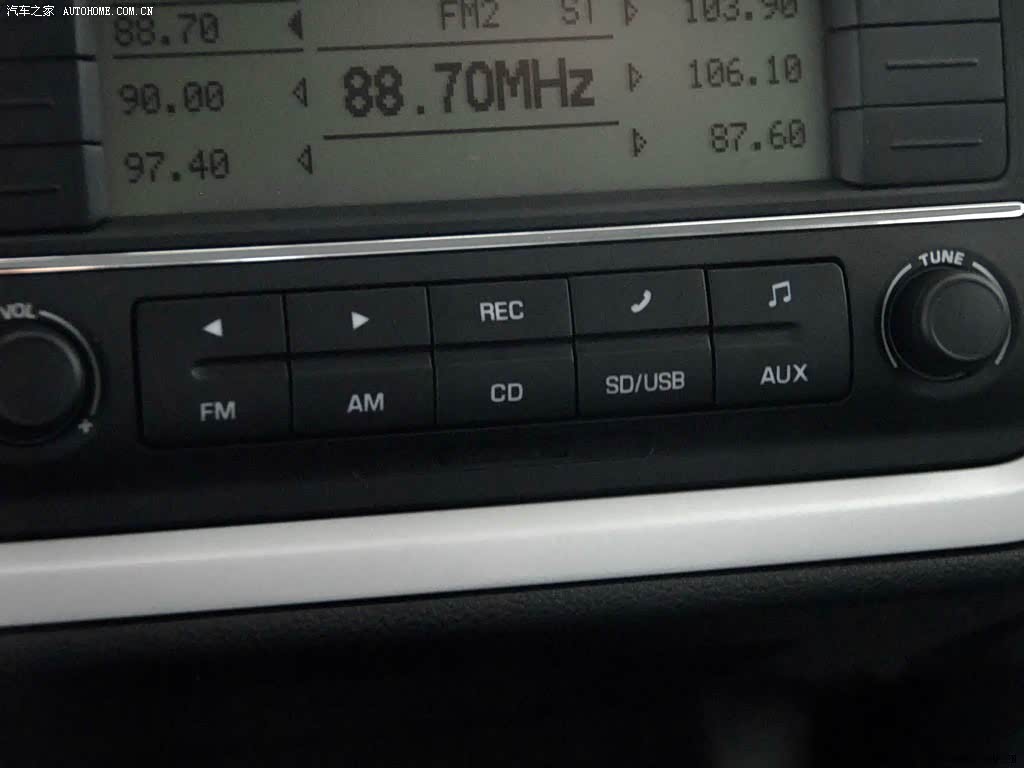 汽车之家 AUTOHOME.COM.CN
FM2 ST
88.70 103.90
90.00 88.70MHz 106.10
97.40 87.60
VOL TUNE
REC
FM AM CD SD/USB AUX
+